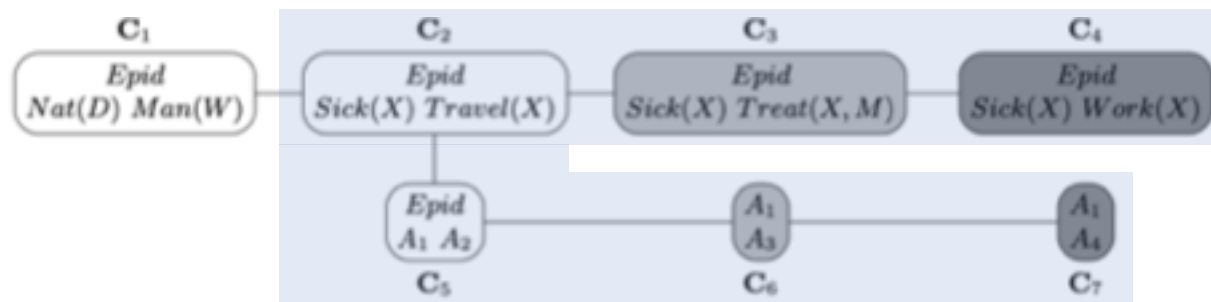 C₁ C₂ C₃ C₄
Epid Epid Epid Epid
Nat(D) Man(W) Sick(X) Travel(X) Sick(X) Treat(X, M) Sick(X) Work(X)
Epid A₁ A₁
A₁ A₂ A₃ A₄
C₅ C₆ C₇